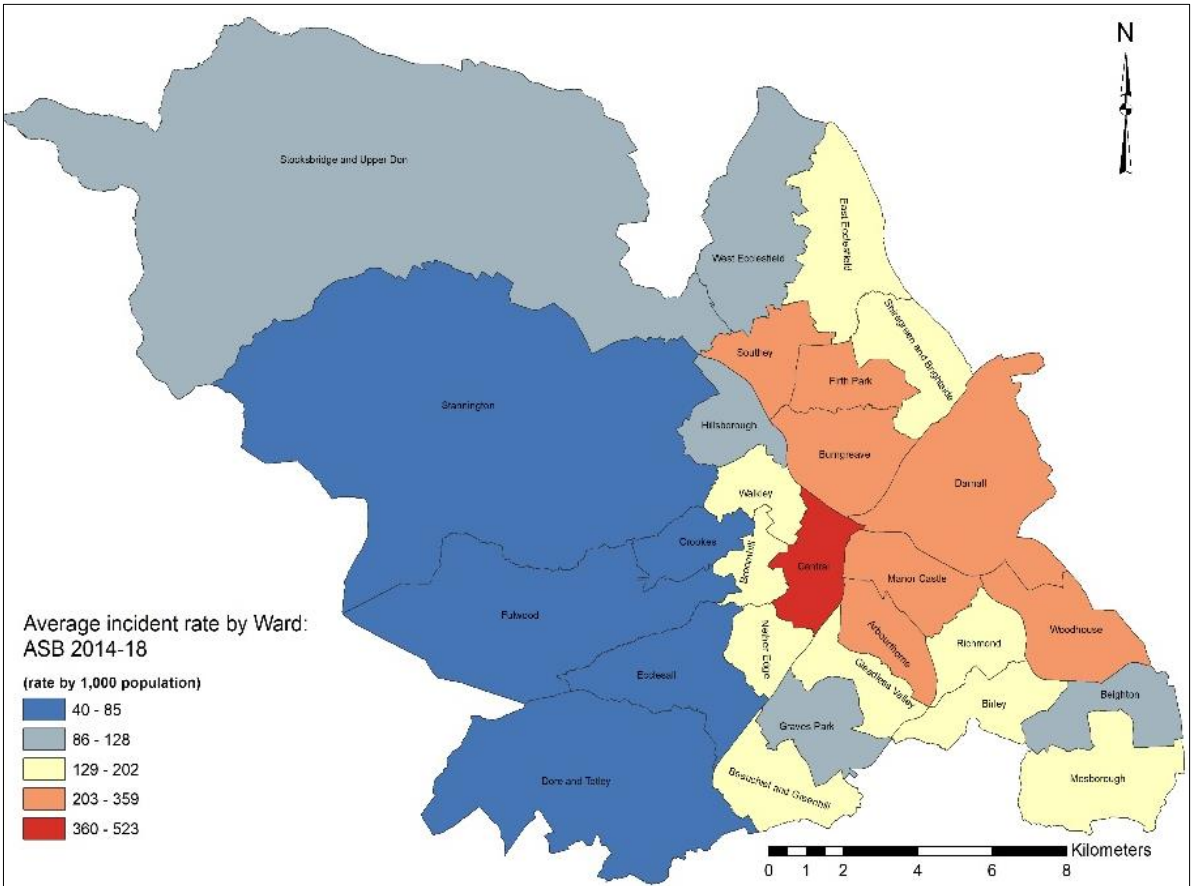 N
Stocksbridge and Upper Don
West Ecclesfield
East Ecclesfield
Shiregreen and Brightside
Southey
Firth Park
Stannington
Hillsborough
Burngreave
Darnall
Walkley
Crookes
Broomhill
Central
Manor Castle
Fulwood
Arbourthorne
Richmond
Woodhouse
Nether Edge
Ecclesall
Gleadless Valley
Birley
Beighton
Graves Park
Dore and Totley
Beauchief and Greenhill
Mosborough
Average incident rate by Ward:
ASB 2014-18
(rate by 1,000 population)
40 - 85
86 - 128
129 - 202
203 - 359
360 - 523
Kilometers
0 1 2 4 6 8